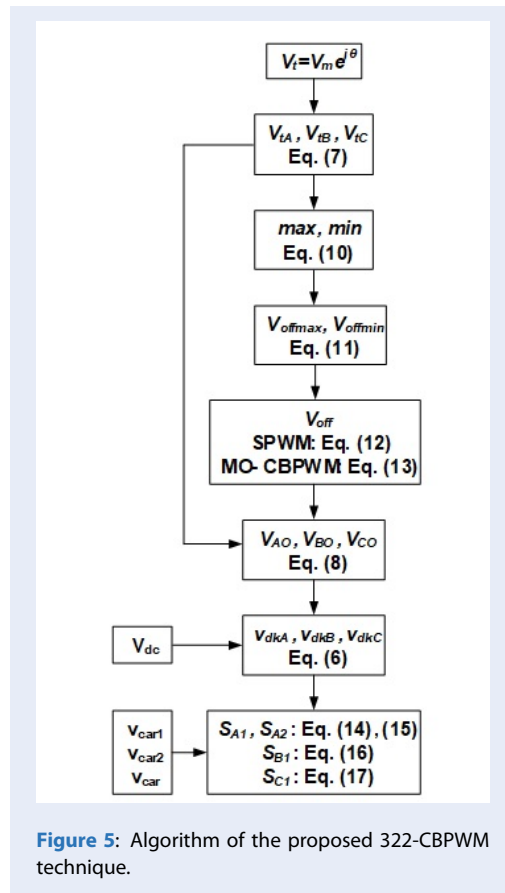 Vt=Vm e^jθ
VtA , VtB , VtC
Eq. (7)
max, min
Eq. (10)
Voffmax, Voffmin
Eq. (11)
Voff
SPWM: Eq. (12)
MO- CBPWM: Eq. (13)
VAO , VBO , VCO
Eq. (8)
Vdc
vdkA , vdkB , vdkC
Eq. (6)
vcar1
vcar2
vcar
SA1, SA2 : Eq. (14) , (15)
SB1: Eq. (16)
SC1: Eq. (17)
Figure 5: Algorithm of the proposed 322-CBPWM
technique.